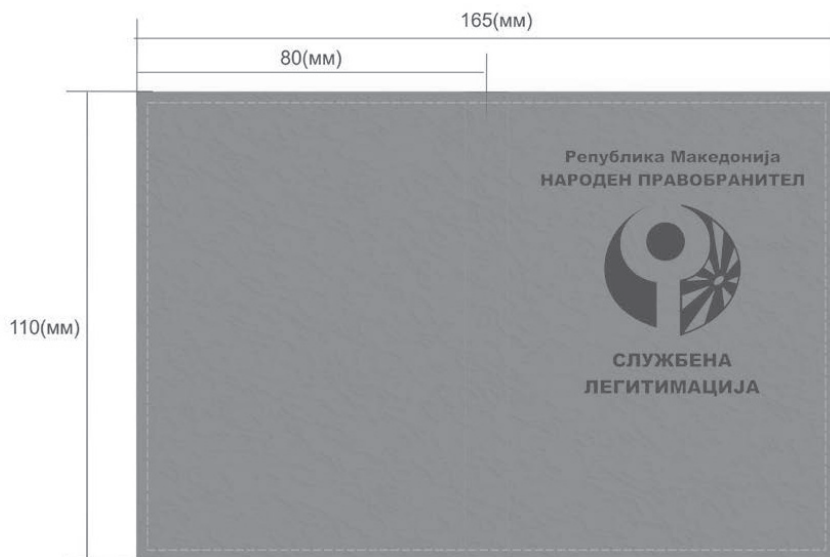 165(мм)
80(мм)
110(мм)
Република Македонија
НАРОДЕН ПРАВОБРАНИТЕЛ
СЛУЖБЕНА
ЛЕГИТИМАЦИЈА